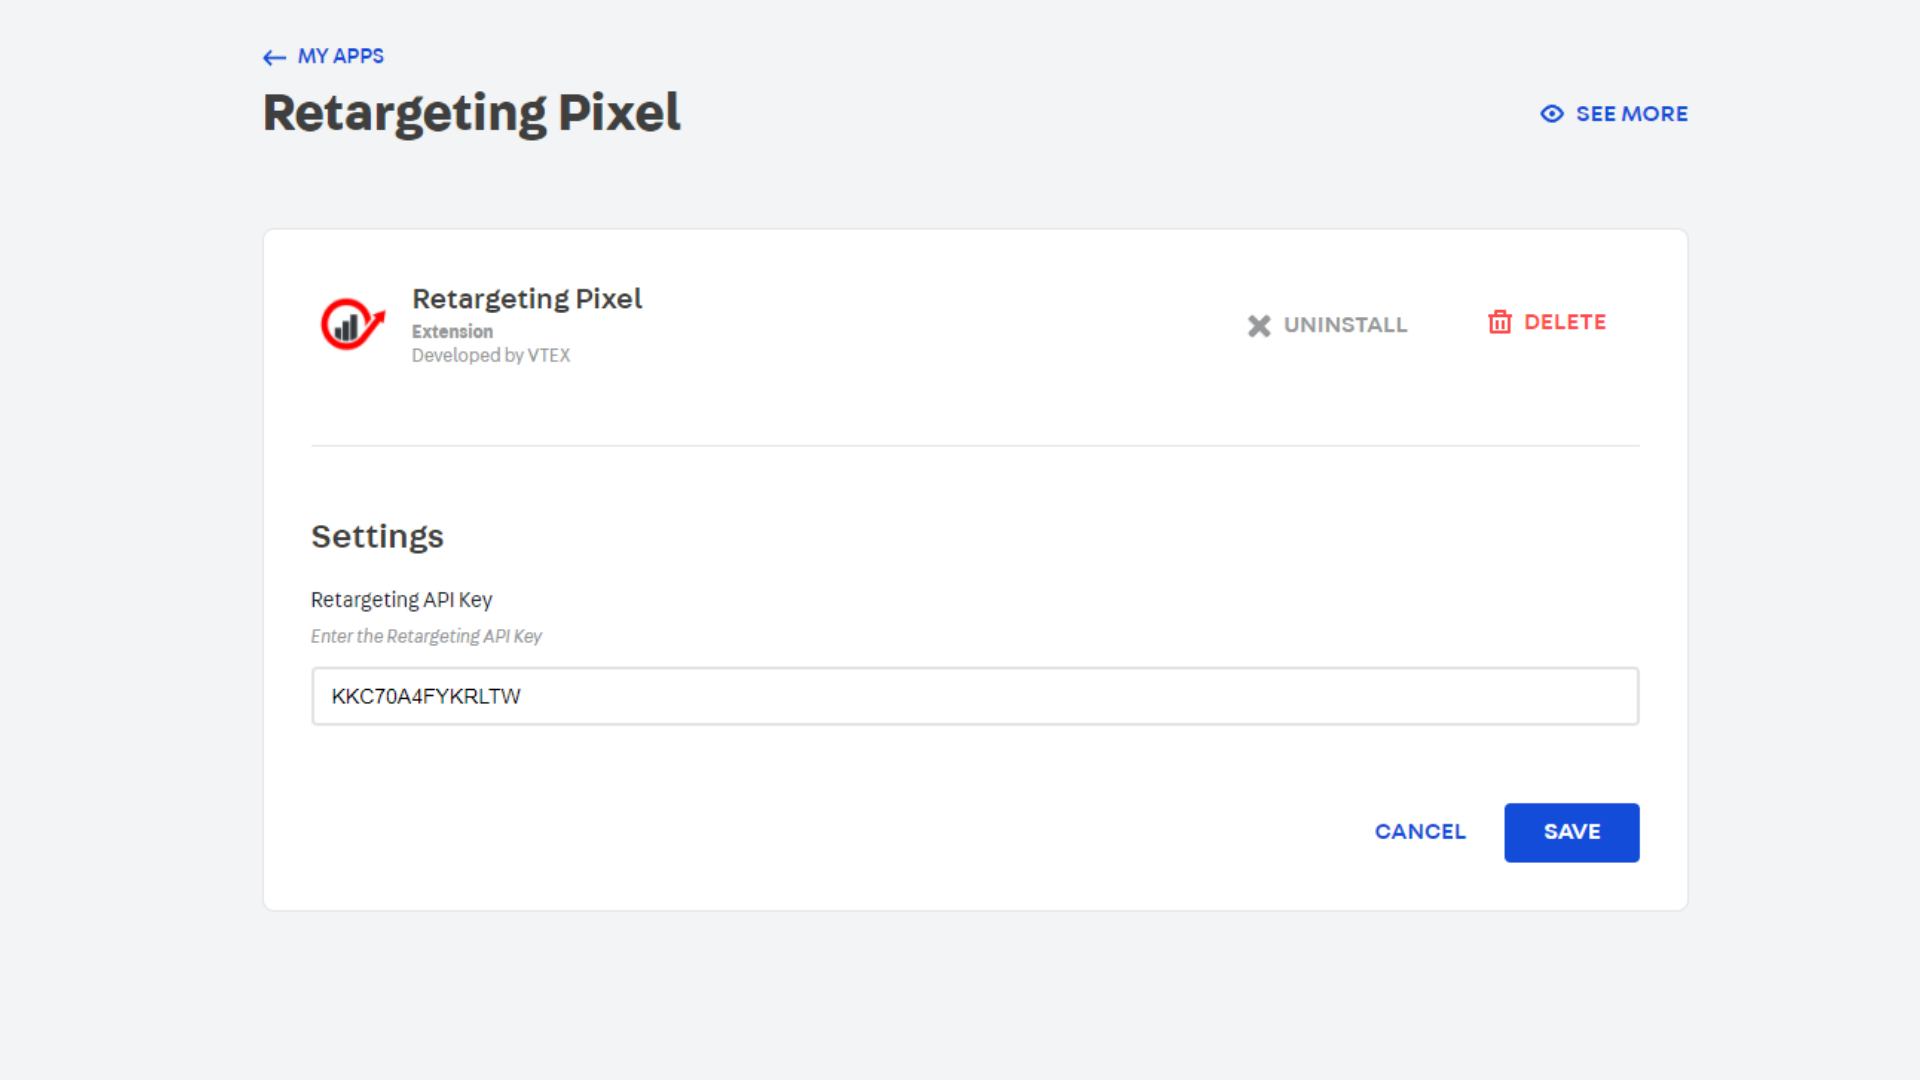 MY APPS
Retargeting Pixel
SEE MORE
Retargeting Pixel
Extension
Developed by VTEX
UNINSTALL
DELETE
Settings
Retargeting API Key
Enter the Retargeting API Key
KKC70A4FYKRLTW
CANCEL
SAVE